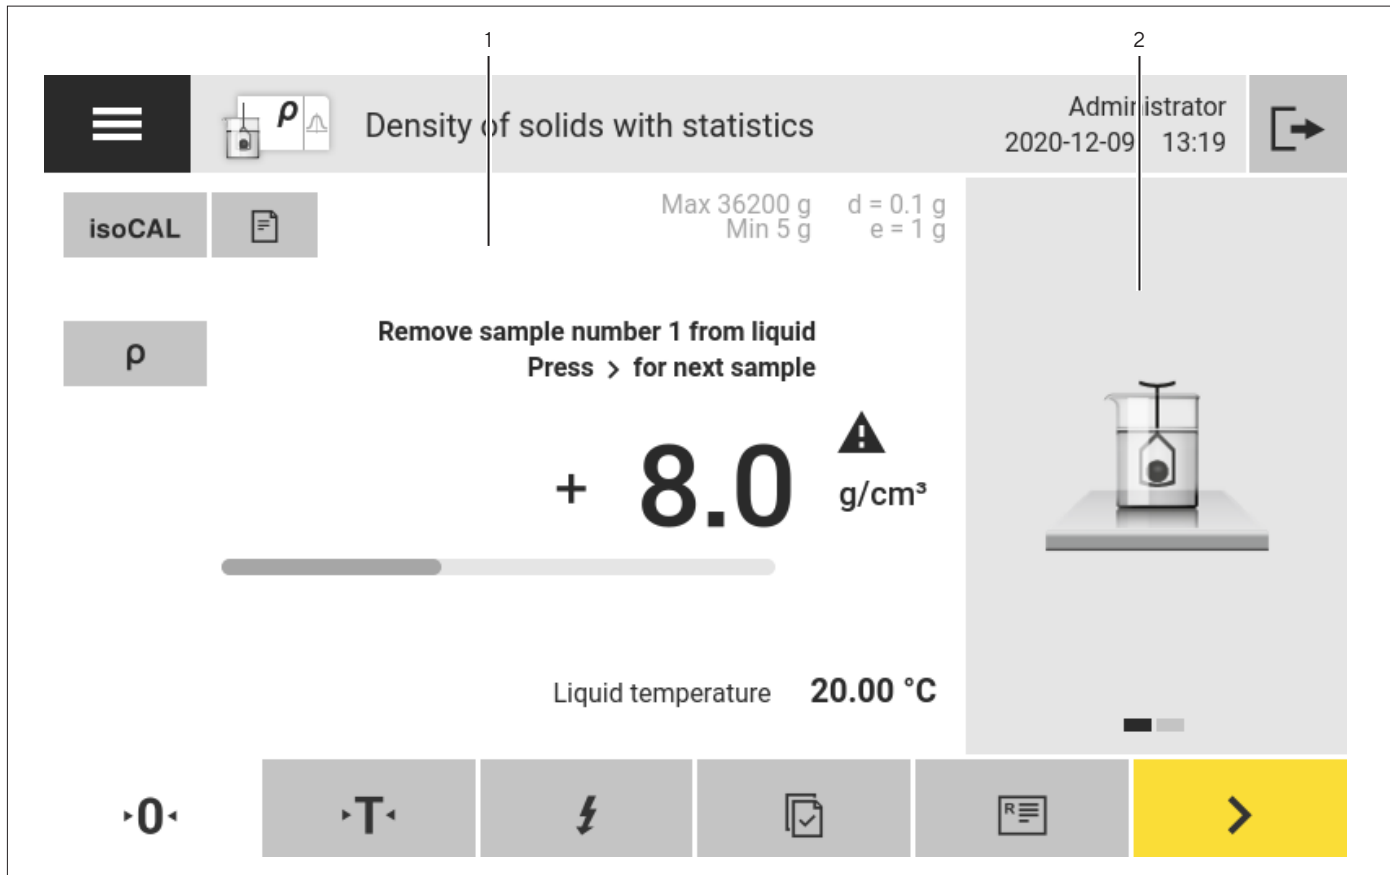 1 2
ρ Density of solids with statistics Administrator
2020-12-09 13:19
isoCAL Max 36200 g d = 0.1 g
Min 5 g e = 1 g
Remove sample number 1 from liquid
ρ Press > for next sample
+ 8.0 g/cm³
Liquid temperature 20.00 °C
0 T R